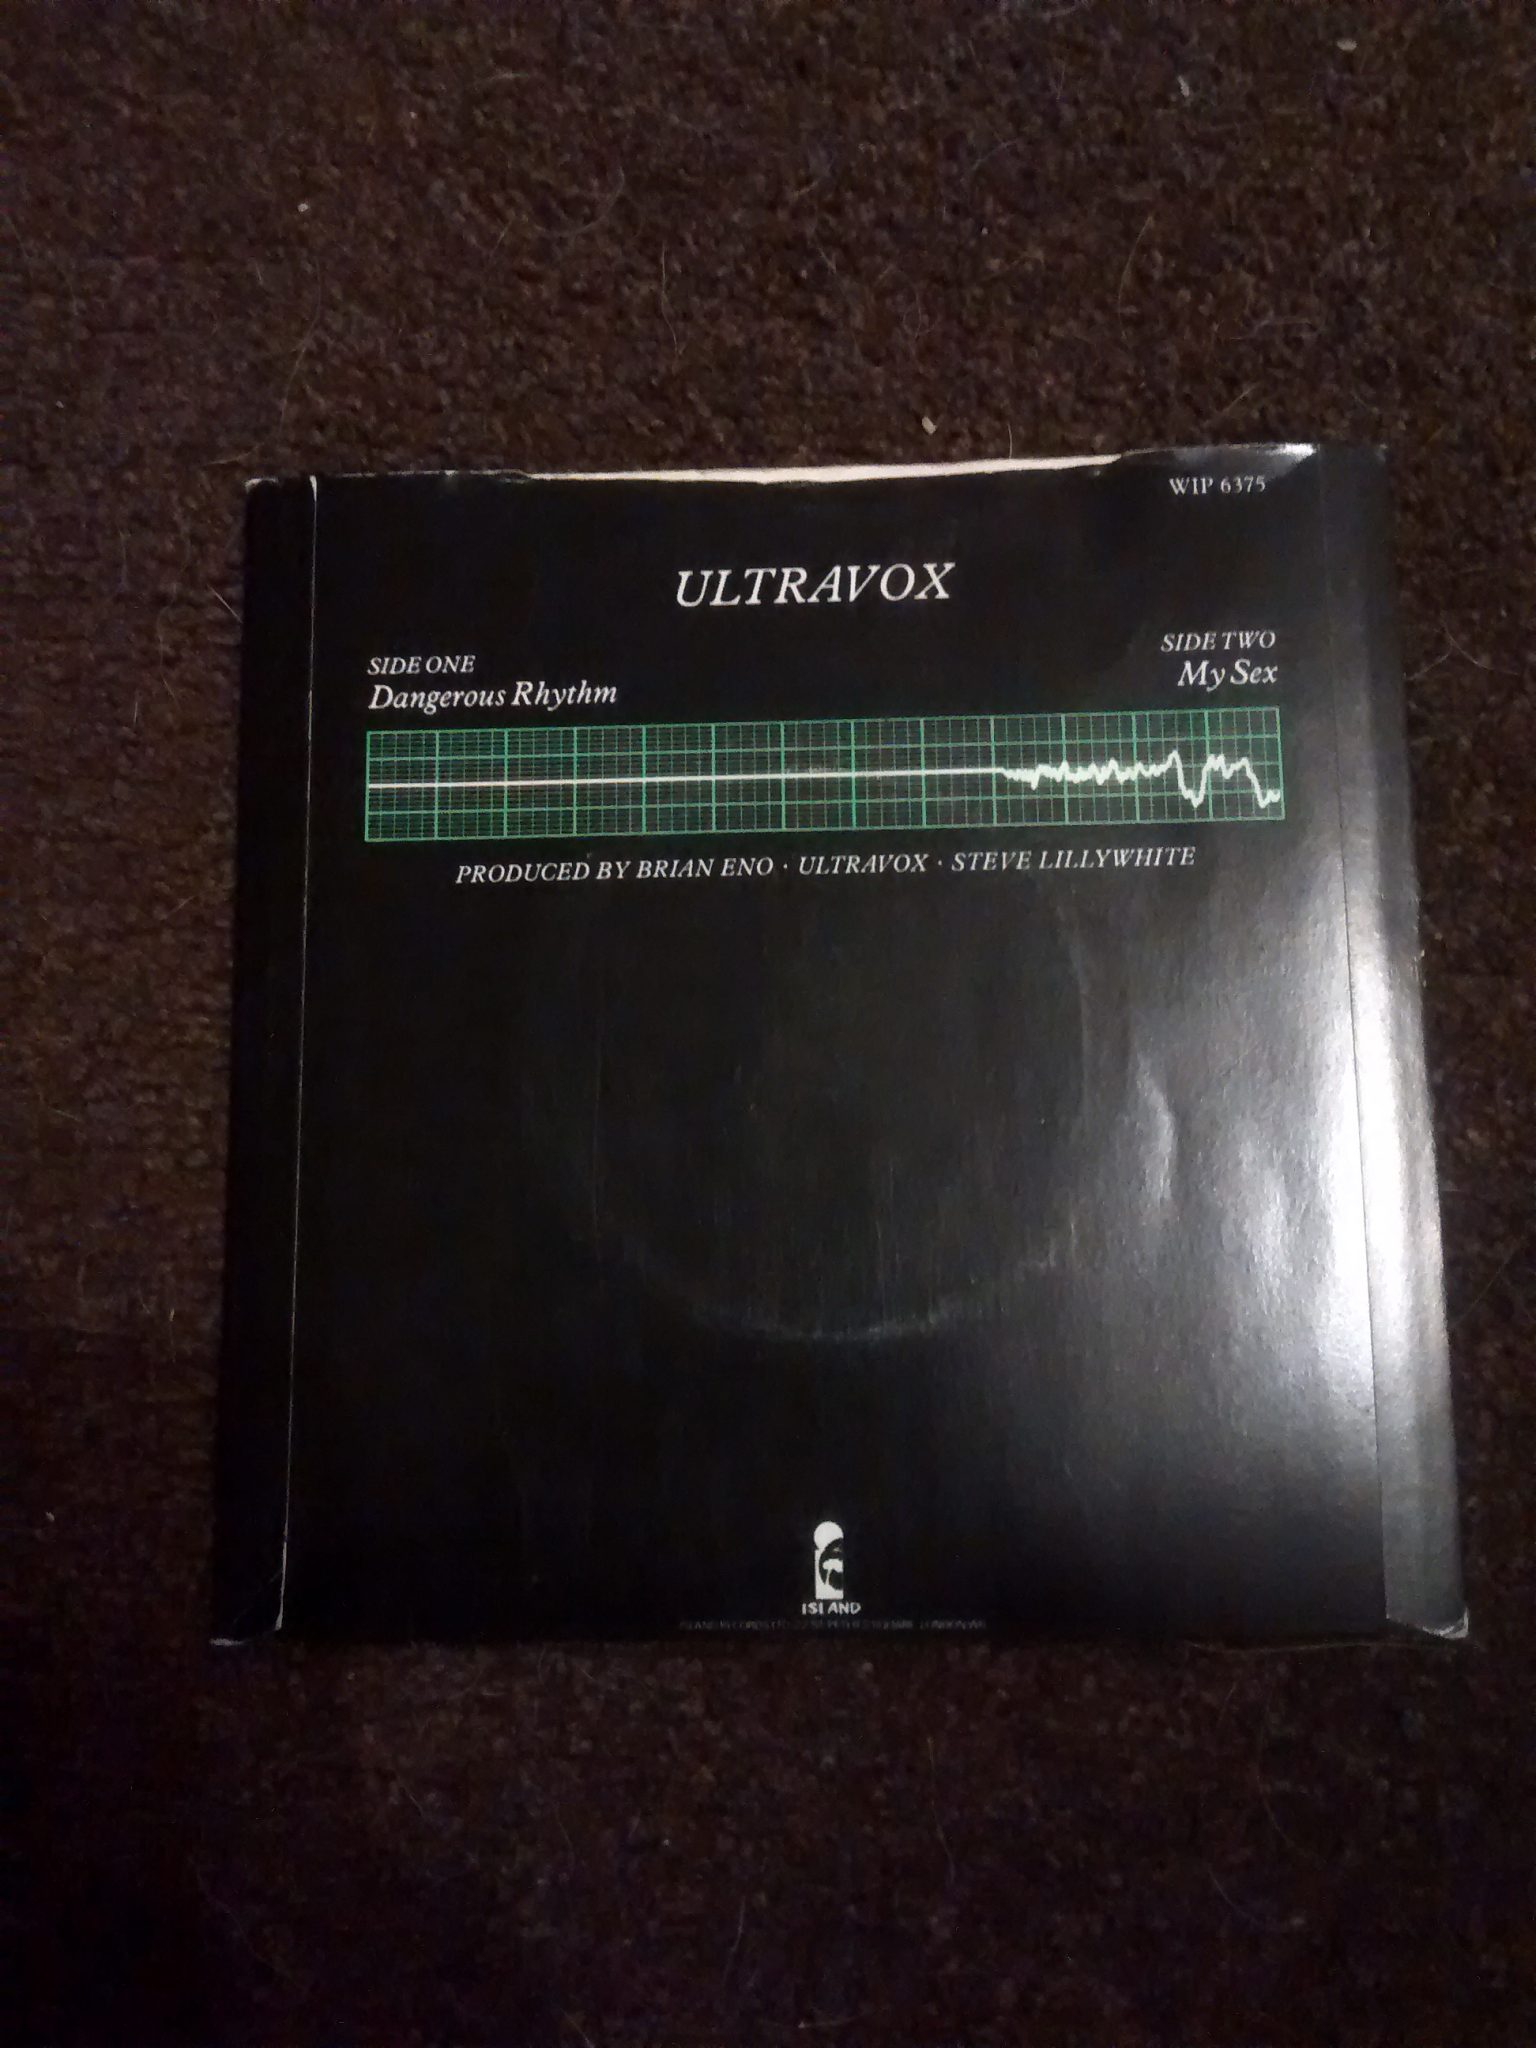 WIP 6375
ULTRAVOX
SIDE ONE
Dangerous Rhythm
SIDE TWO
My Sex
PRODUCED BY BRIAN ENO · ULTRAVOX · STEVE LILLYWHITE
ISLAND